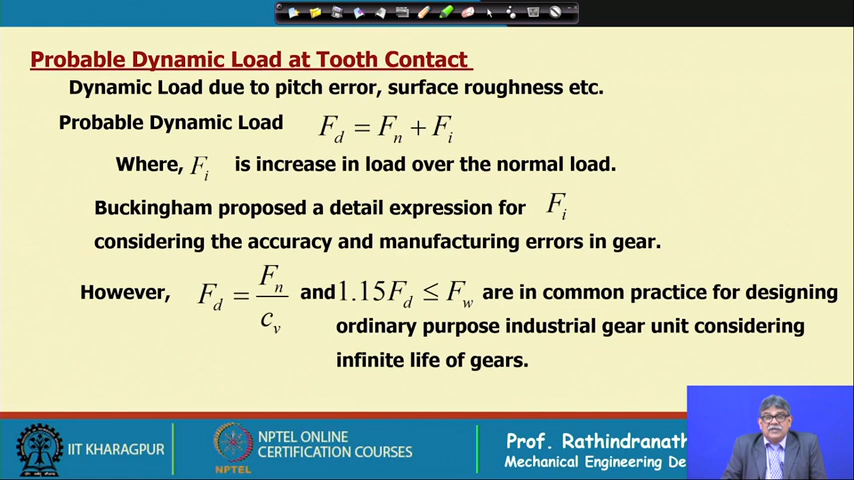 Probable Dynamic Load at Tooth Contact
Dynamic Load due to pitch error, surface roughness etc.
Probable Dynamic Load F_d = F_n + F_i
Where, F_i is increase in load over the normal load.
Buckingham proposed a detail expression for F_i
considering the accuracy and manufacturing errors in gear.
However, F_d = F_n / c_v and 1.15F_d ≤ F_w are in common practice for designing
ordinary purpose industrial gear unit considering
infinite life of gears.
IIT KHARAGPUR
NPTEL
NPTEL ONLINE
CERTIFICATION COURSES
Prof. Rathindranath
Mechanical Engineering De